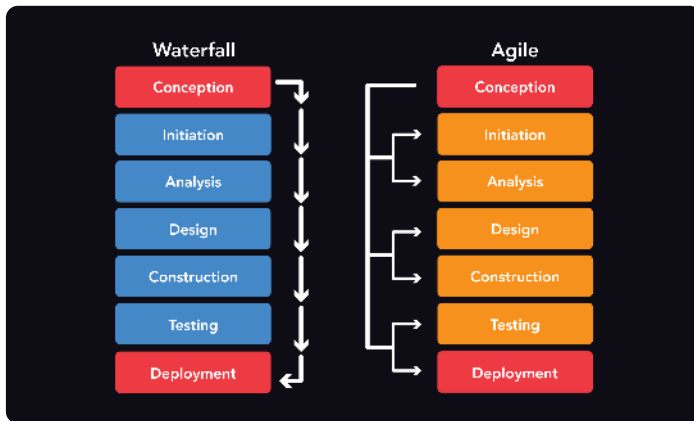 Waterfall
Conception
Initiation
Analysis
Design
Construction
Testing
Deployment
Agile
Conception
Initiation
Analysis
Design
Construction
Testing
Deployment